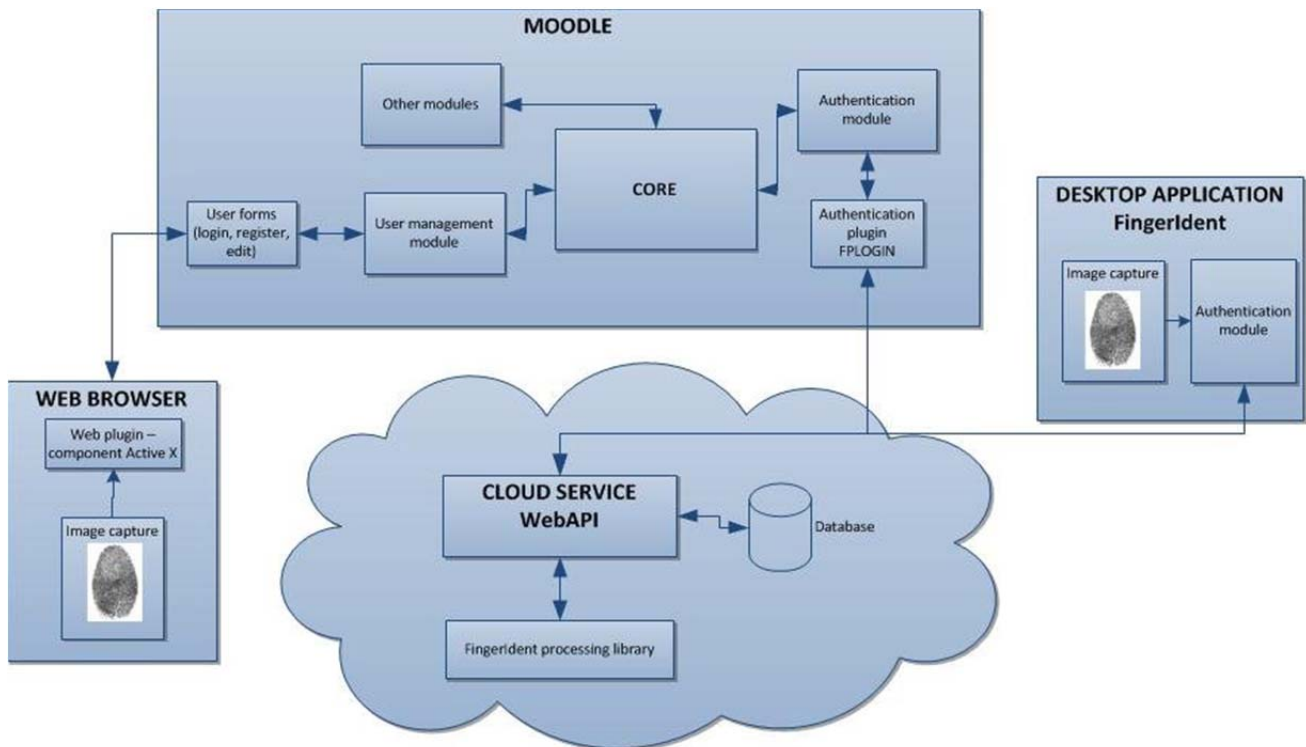 MOODLE
Other modules
Authentication
module
CORE
User forms
(login, register,
edit)
User management
module
Authentication
plugin
FPLOGIN
DESKTOP APPLICATION
FingerIdent
Image capture
Authentication
module
WEB BROWSER
Web plugin –
component Active X
Image capture
CLOUD SERVICE
WebAPI
Database
FingerIdent processing library